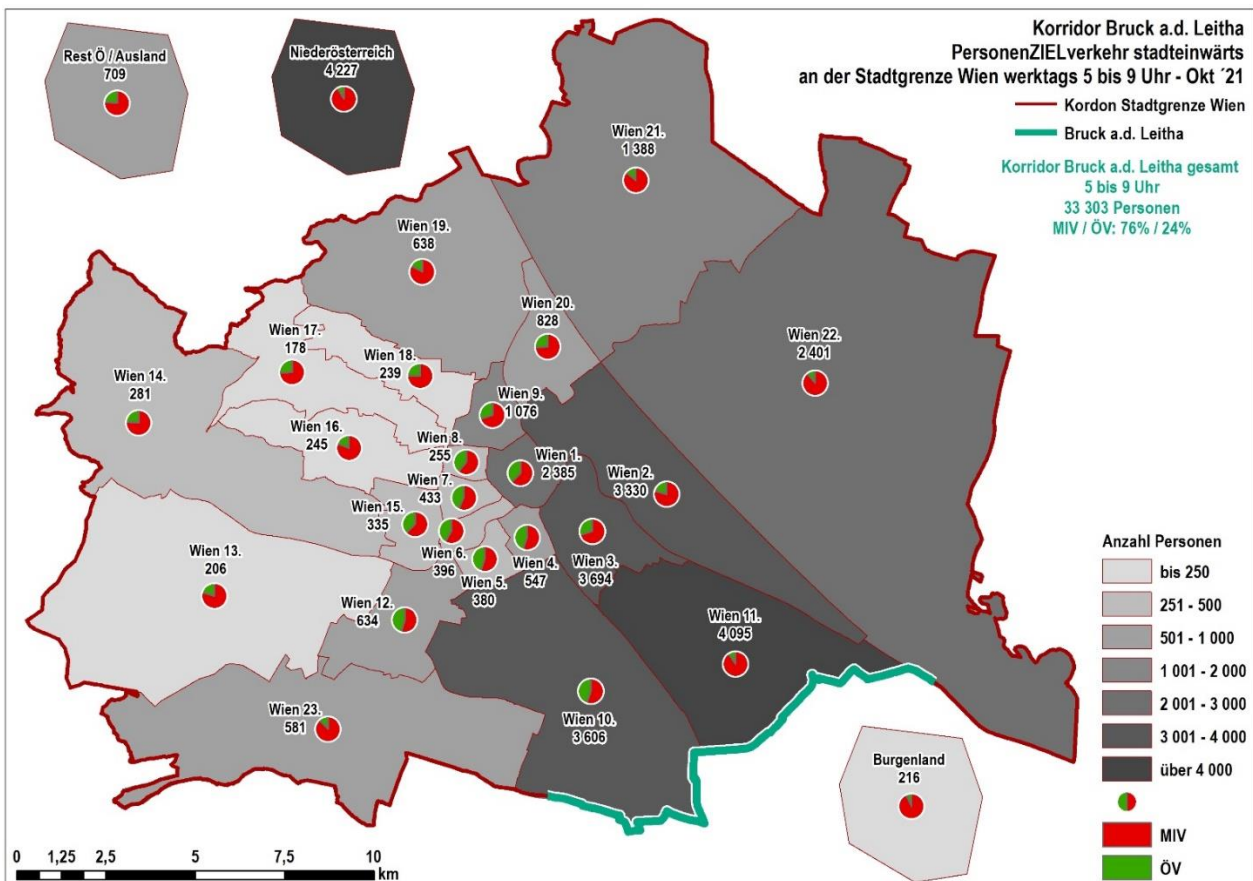 Korridor Bruck a.d. Leitha
PersonenZIELverkehr stadteinwärts
an der Stadtgrenze Wien werktags 5 bis 9 Uhr - Okt ´21
Kordon Stadtgrenze Wien
Bruck a.d. Leitha
Korridor Bruck a.d. Leitha gesamt
5 bis 9 Uhr
33 303 Personen
MIV / ÖV: 76% / 24%
Rest Ö / Ausland
709
Niederösterreich
4 227
Wien 21.
1 388
Wien 19.
638
Wien 20.
828
Wien 17.
178
Wien 18.
239
Wien 22.
2 401
Wien 14.
281
Wien 9.
1 076
Wien 16.
245
Wien 8.
255
Wien 1.
2 385
Wien 2.
3 330
Wien 7.
433
Wien 15.
335
Wien 6.
396
Wien 5.
380
Wien 4.
547
Wien 3.
3 694
Wien 13.
206
Wien 12.
634
Wien 11.
4 095
Wien 23.
581
Wien 10.
3 606
Burgenland
216
Anzahl Personen
bis 250
251 - 500
501 - 1 000
1 001 - 2 000
2 001 - 3 000
3 001 - 4 000
über 4 000
MIV
ÖV
0 1,25 2,5 5 7,5 10
km